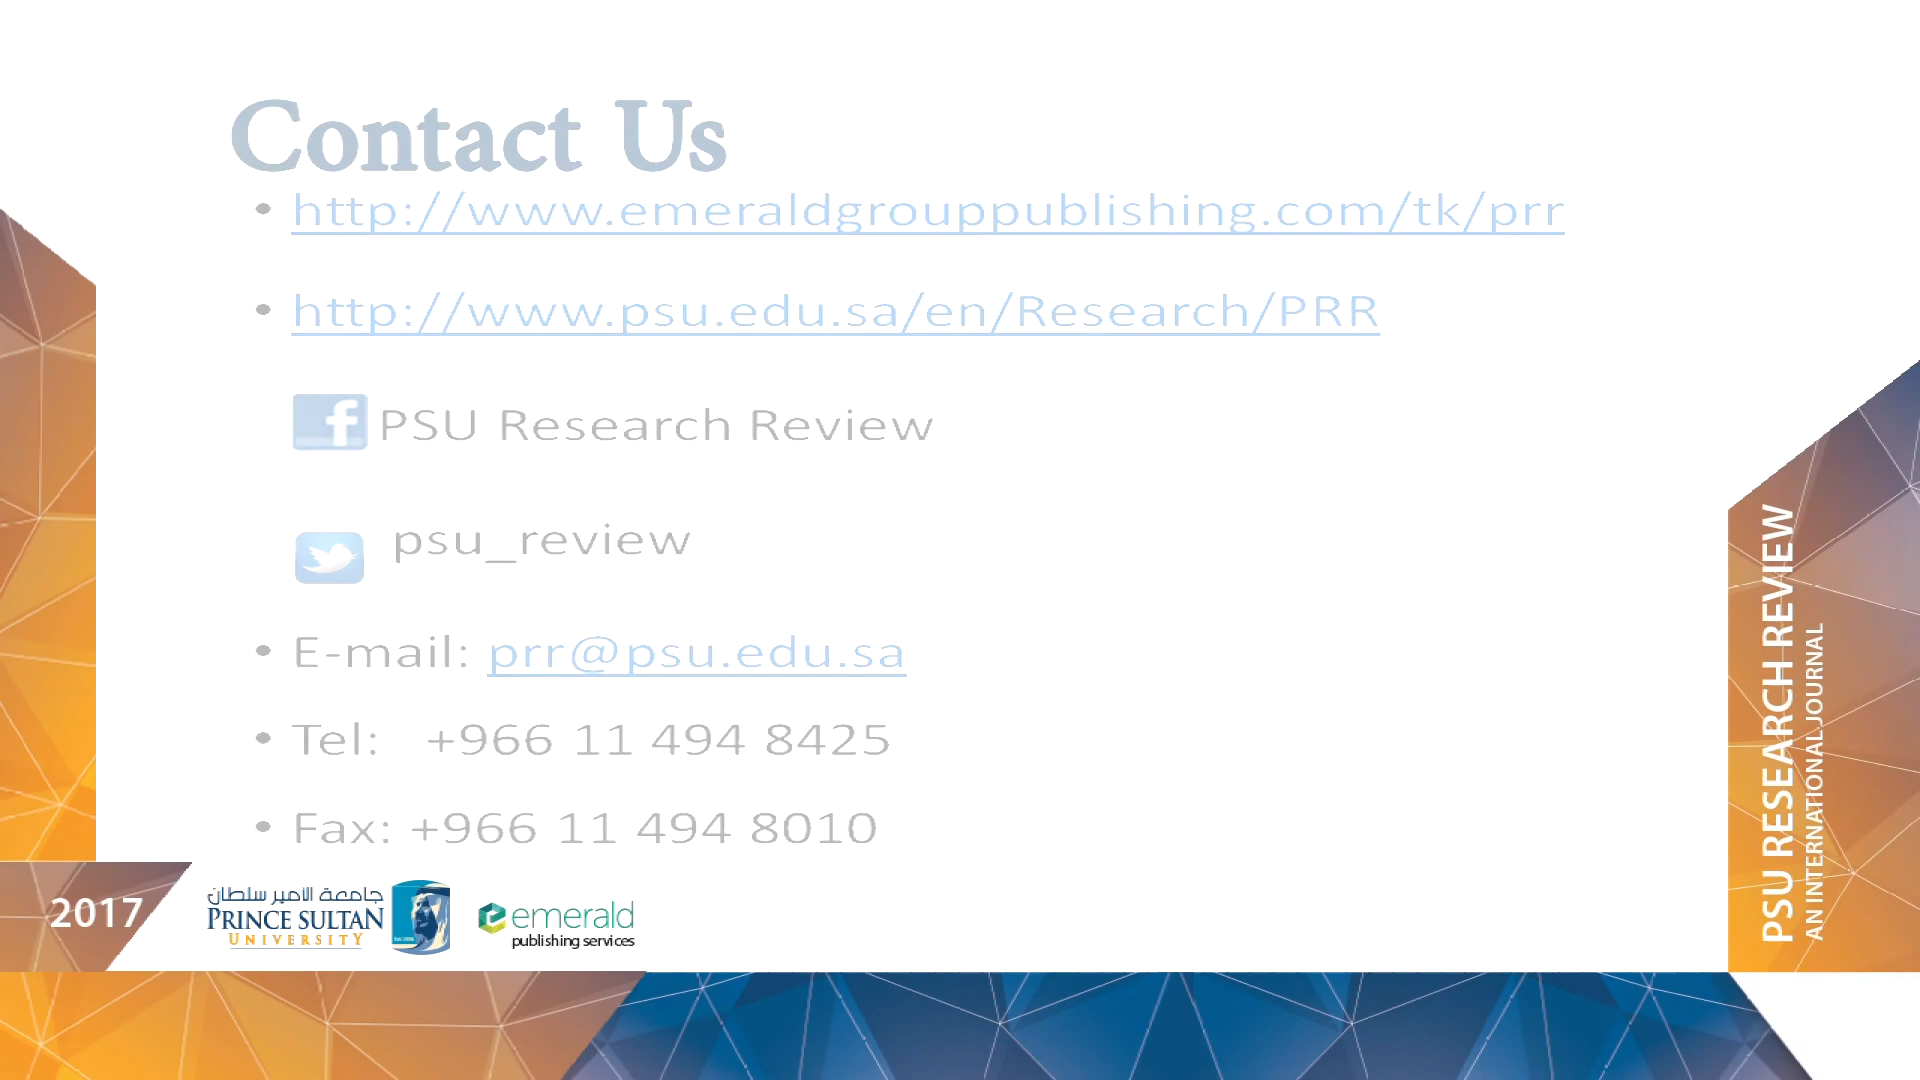 Contact Us
• http://www.emeraldgrouppublishing.com/tk/prr
• http://www.psu.edu.sa/en/Research/PRR
PSU Research Review
psu_review
• E-mail: prr@psu.edu.sa
• Tel: +966 11 494 8425
• Fax: +966 11 494 8010
2017
جامعة الأمير سلطان
PRINCE SULTAN
UNIVERSITY
emerald
publishing services
PSU RESEARCH REVIEW
AN INTERNATIONAL JOURNAL